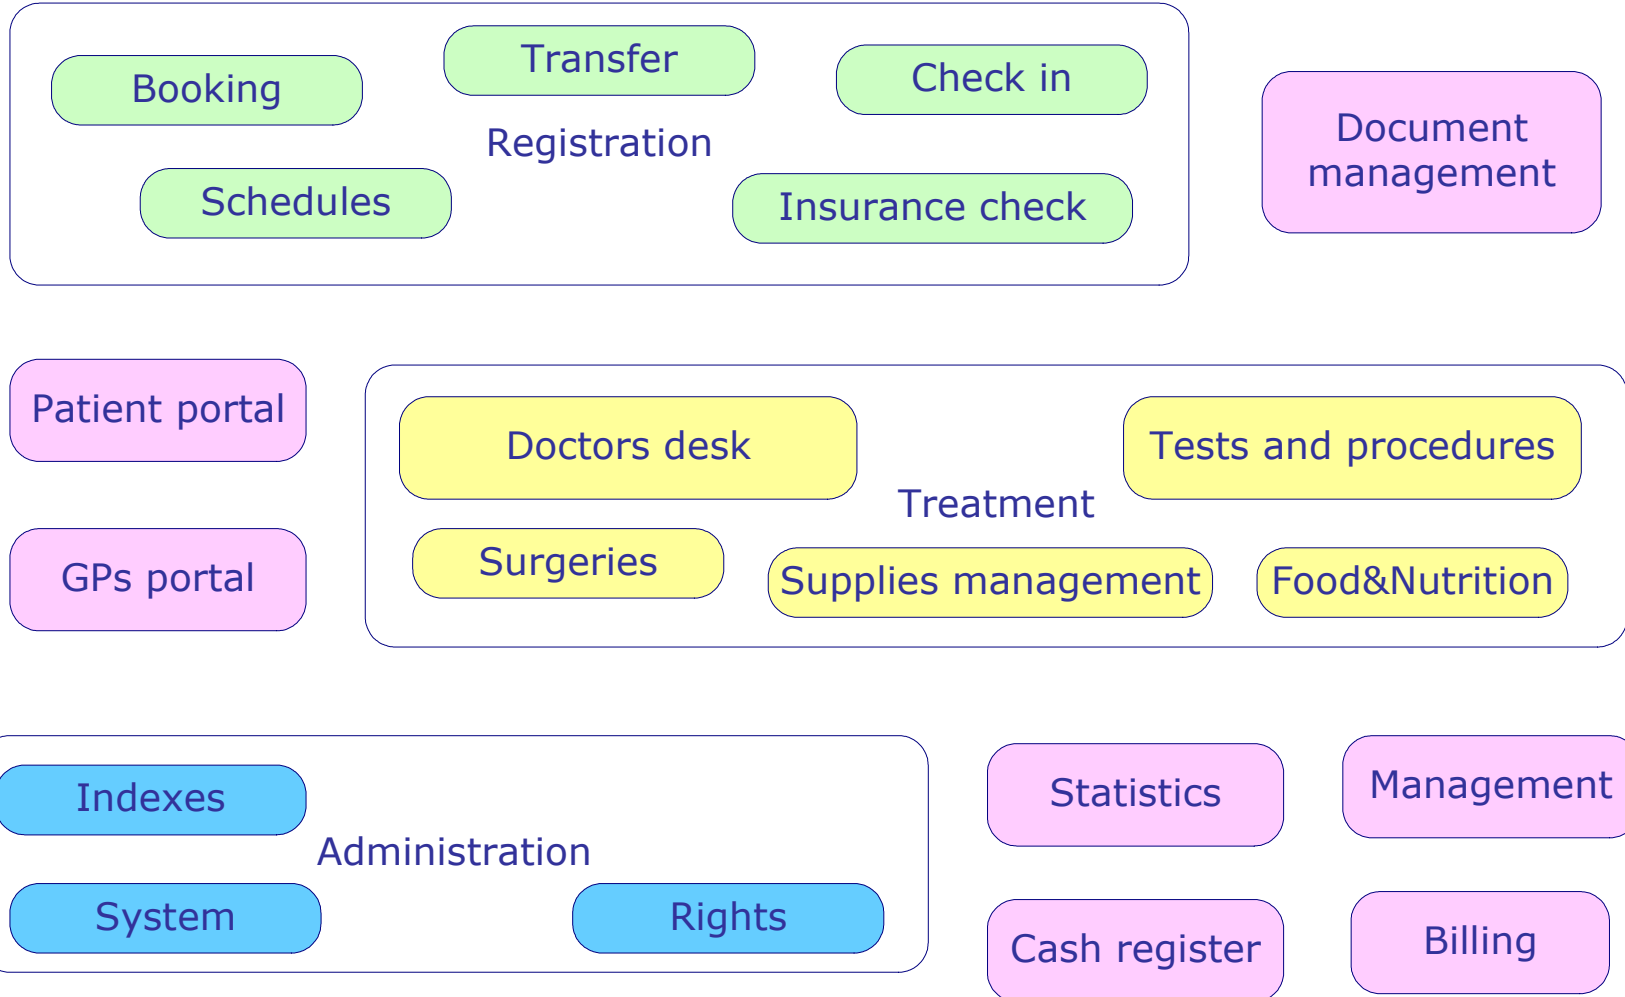 Transfer
Check in
Booking
Document
management
Registration
Schedules
Insurance check
Patient portal
Doctors desk
Tests and procedures
Treatment
GPs portal
Surgeries
Supplies management
Food&Nutrition
Indexes
Statistics
Management
Administration
System
Rights
Cash register
Billing